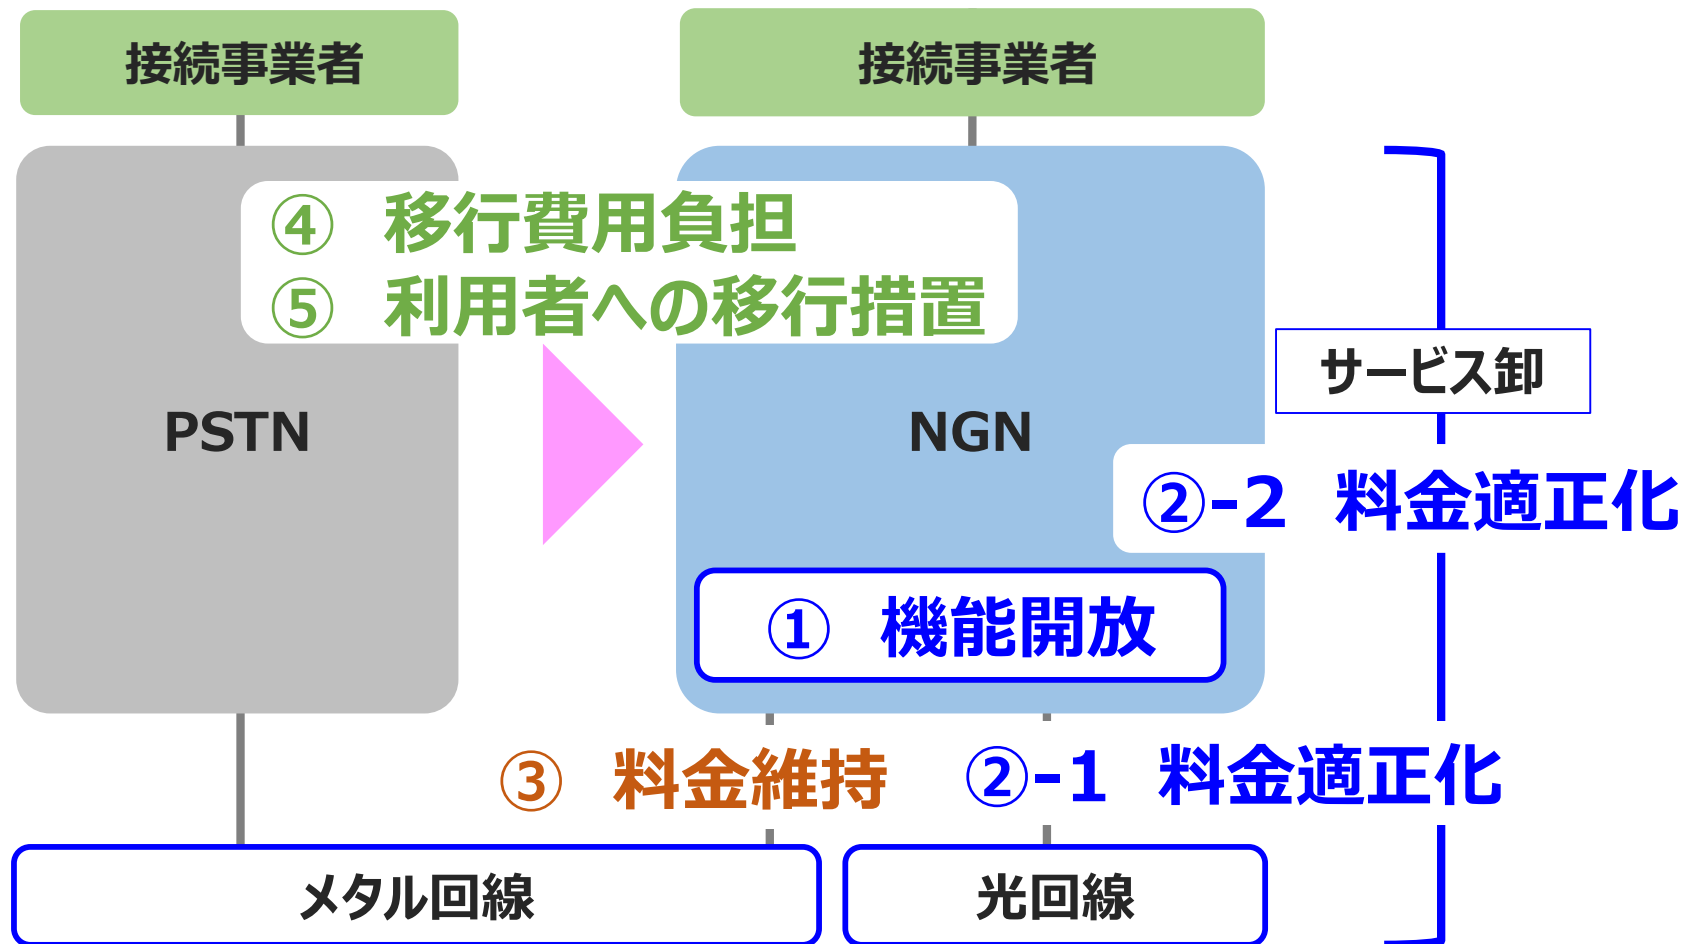 接続事業者
接続事業者
④ 移行費用負担
⑤ 利用者への移行措置
サービス卸
PSTN
NGN
②-2 料金適正化
① 機能開放
③ 料金維持
②-1 料金適正化
メタル回線
光回線